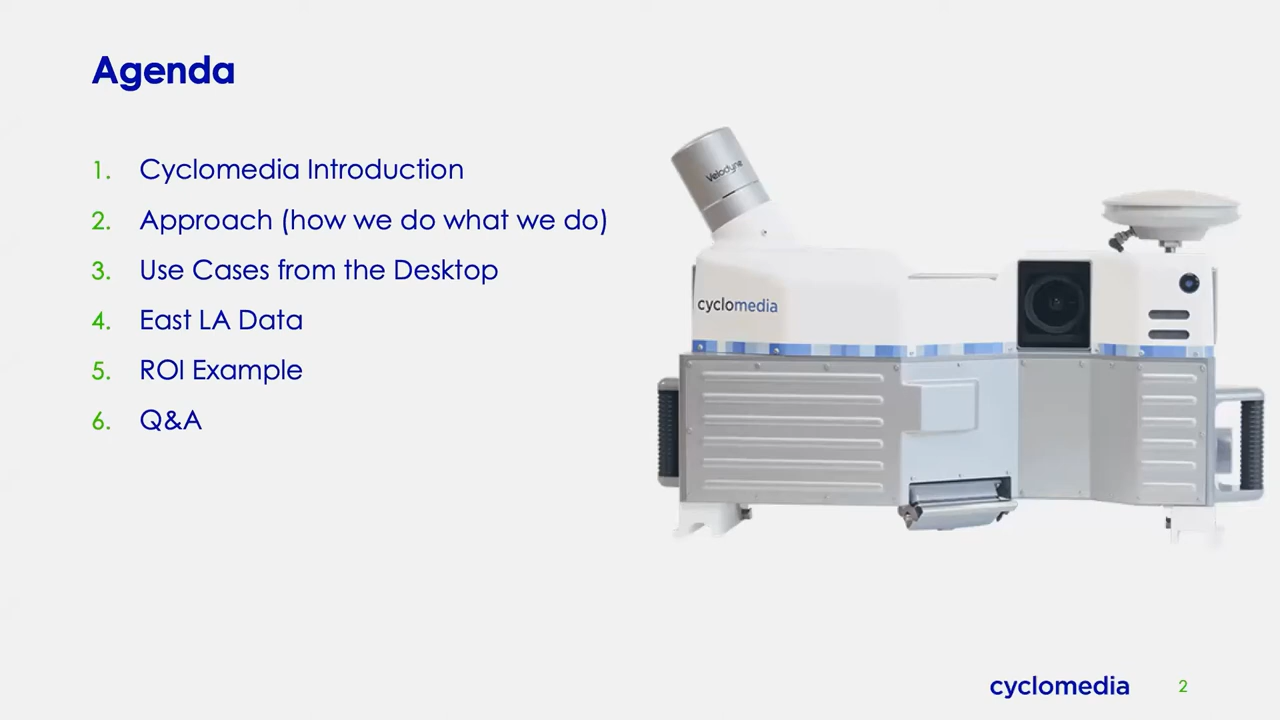 Agenda
1. Cyclomedia Introduction
2. Approach (how we do what we do)
3. Use Cases from the Desktop
4. East LA Data
5. ROI Example
6. Q&A
Velodyne
cyclomedia
cyclomedia 2